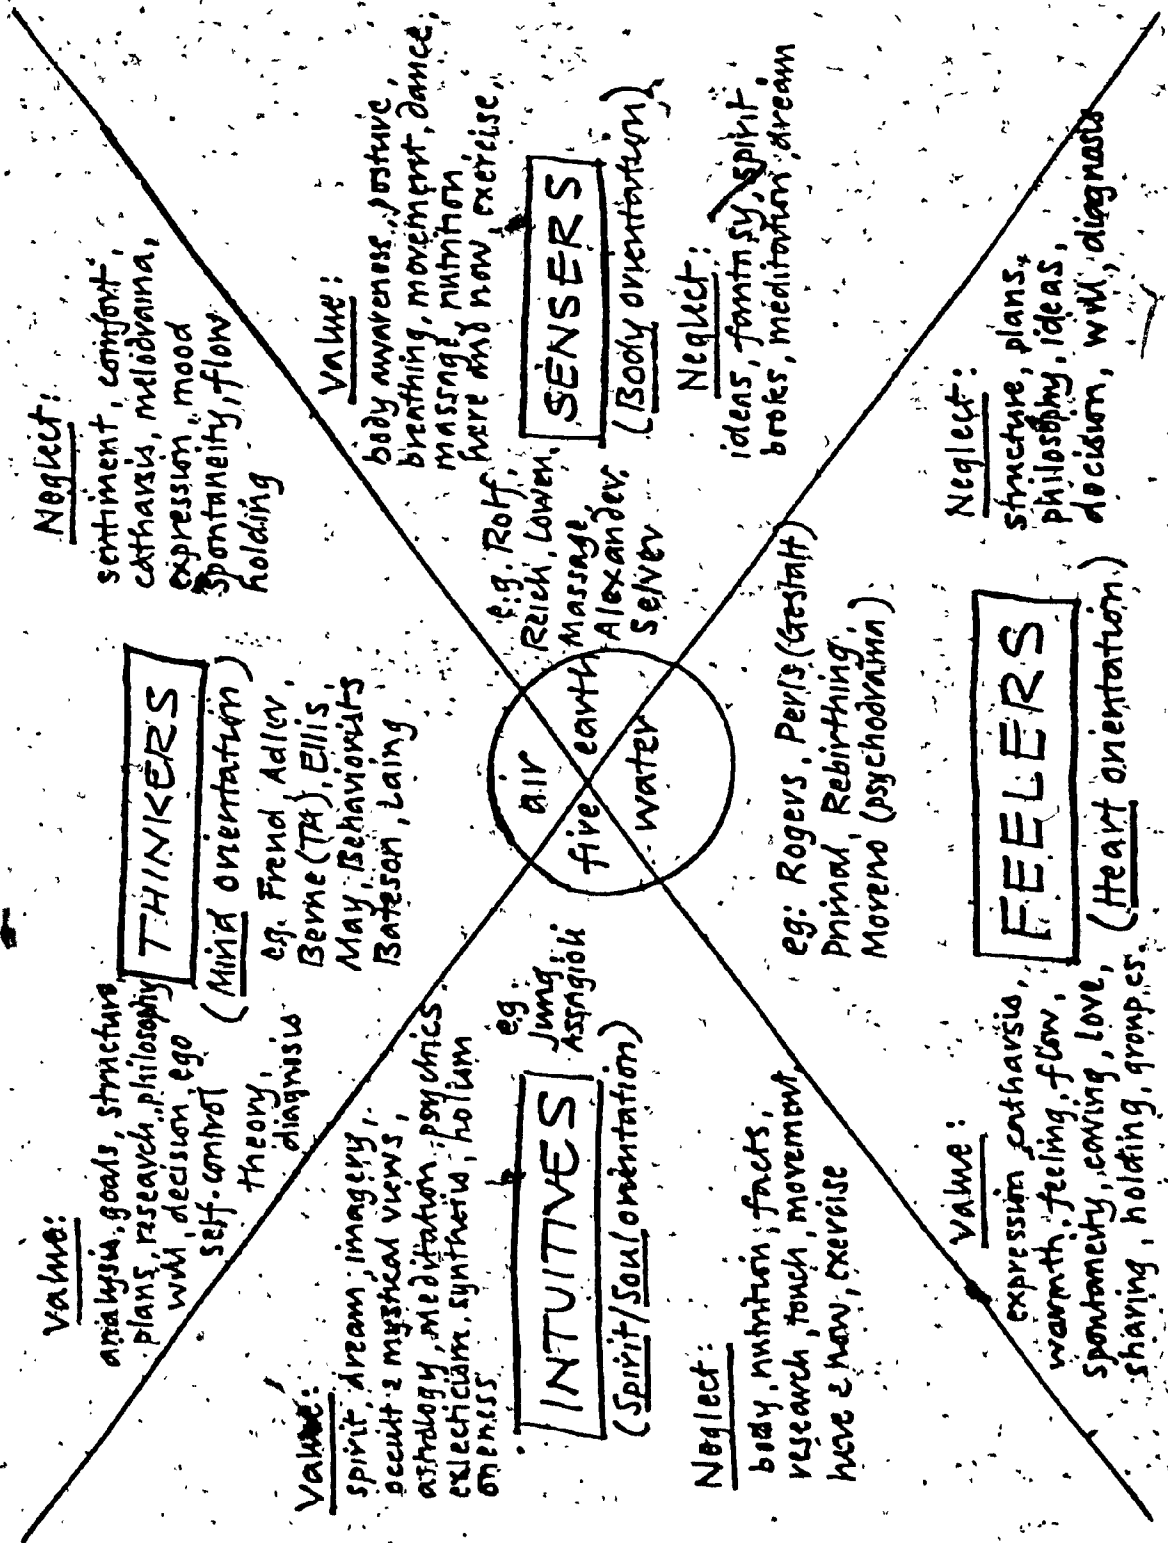 Value:
analysis, goals, structure,
plans, research, philosophy
will, decision, ego
self-control
theory,
diagnosis
THINKERS
(Mind orientation)
e.g. Freud, Adler,
Berne (TA), Ellis,
May, Behaviorists
Bateson, Laing
Neglect:
sentiment, comfort,
catharsis, melodrama,
expression, mood
spontaneity, flow
holding
Value:
spirit, dream, imagery,
occult & mystical views,
astrology, meditation, psychics
eclecticism, synthesis, holism
oneness
INTUITIVES
(Spirit/Soul orientation)
e.g.
Jung,
Assagioli
Neglect:
body, nutrition, facts,
research, touch, movement,
here & now, exercise
air
fire earth
water
Value:
body awareness, posture,
breathing, movement, dance,
massage, nutrition
here and now, exercise,
e.g. Rolf,
Reich, Lowen,
Massage,
Alexander,
Selver
SENSERS
(Body orientation)
Neglect:
ideas, fantasy, spirit
books, meditation, dream
eg: Rogers, Perls (Gestalt)
Primal, Rebirthing,
Moreno (psychodrama)
FEELERS
(Heart orientation)
Value:
expression, catharsis,
warmth, feeling, flow,
spontaneity, caring, love,
sharing, holding, groups
Neglect:
structure, plans,
philosophy, ideas,
decision, will, diagnosis